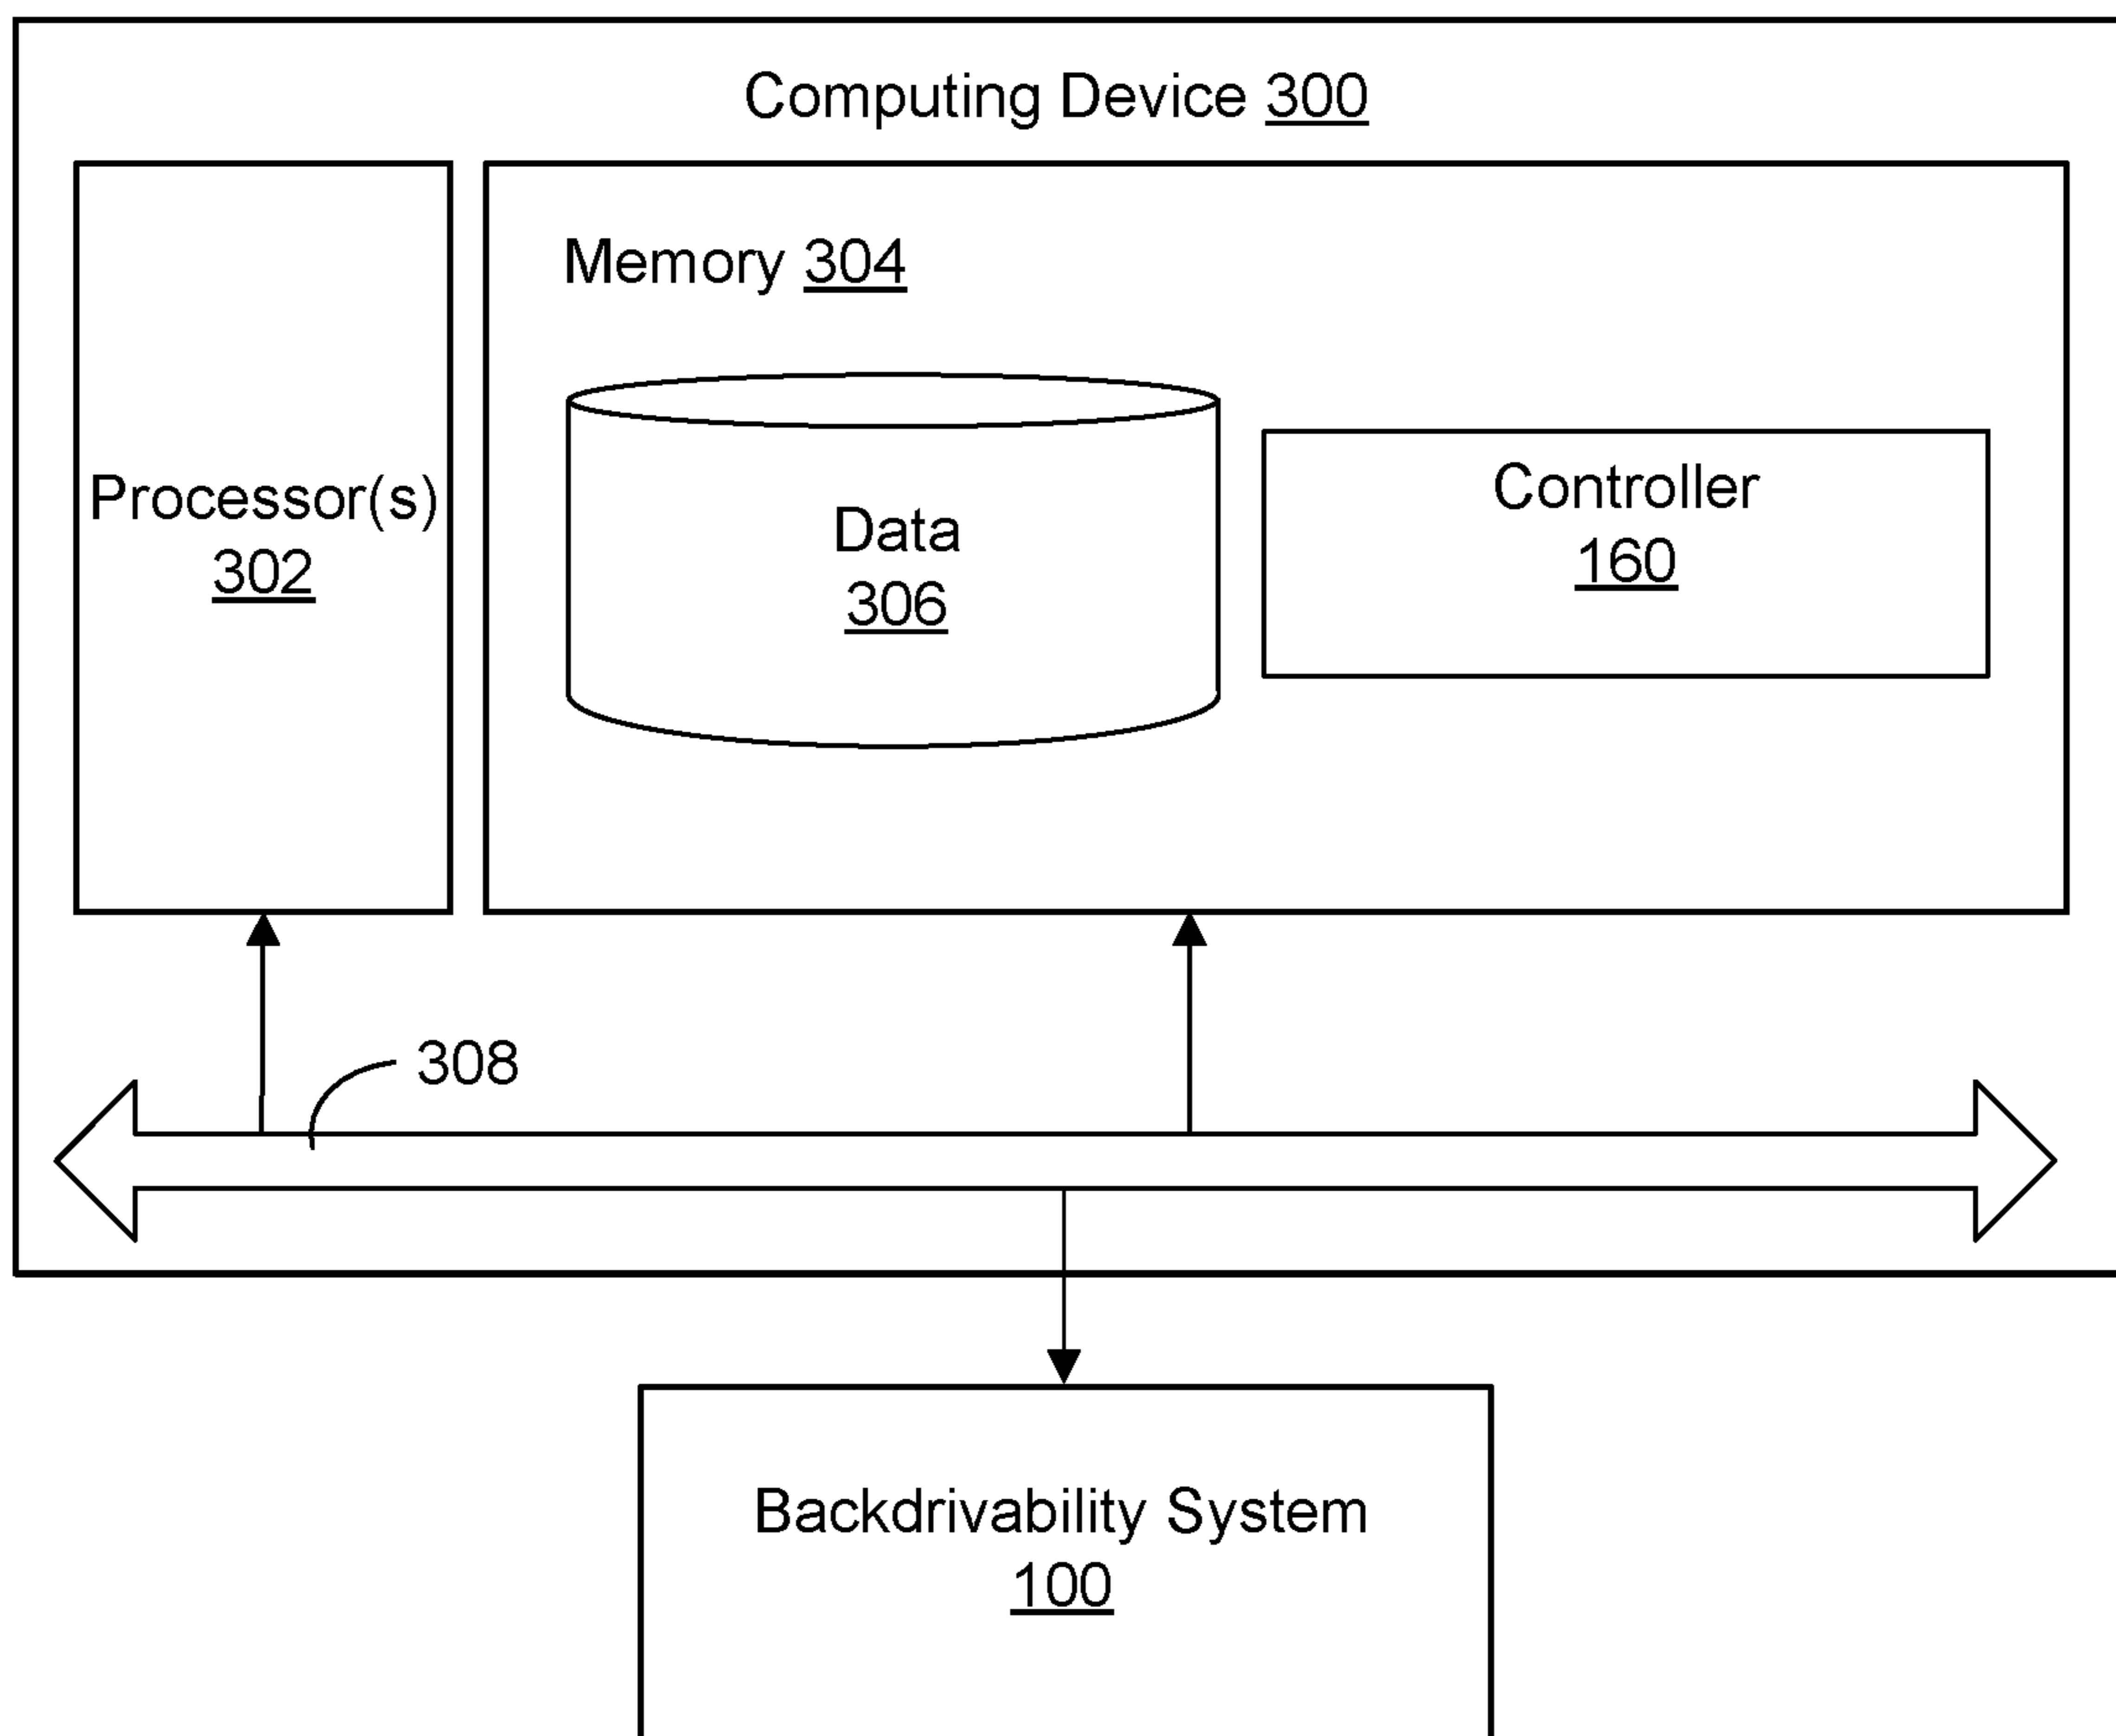 Computing Device 300
Memory 304
Processor(s)
302
Data
306
Controller
160
308
Backdrivability System
100